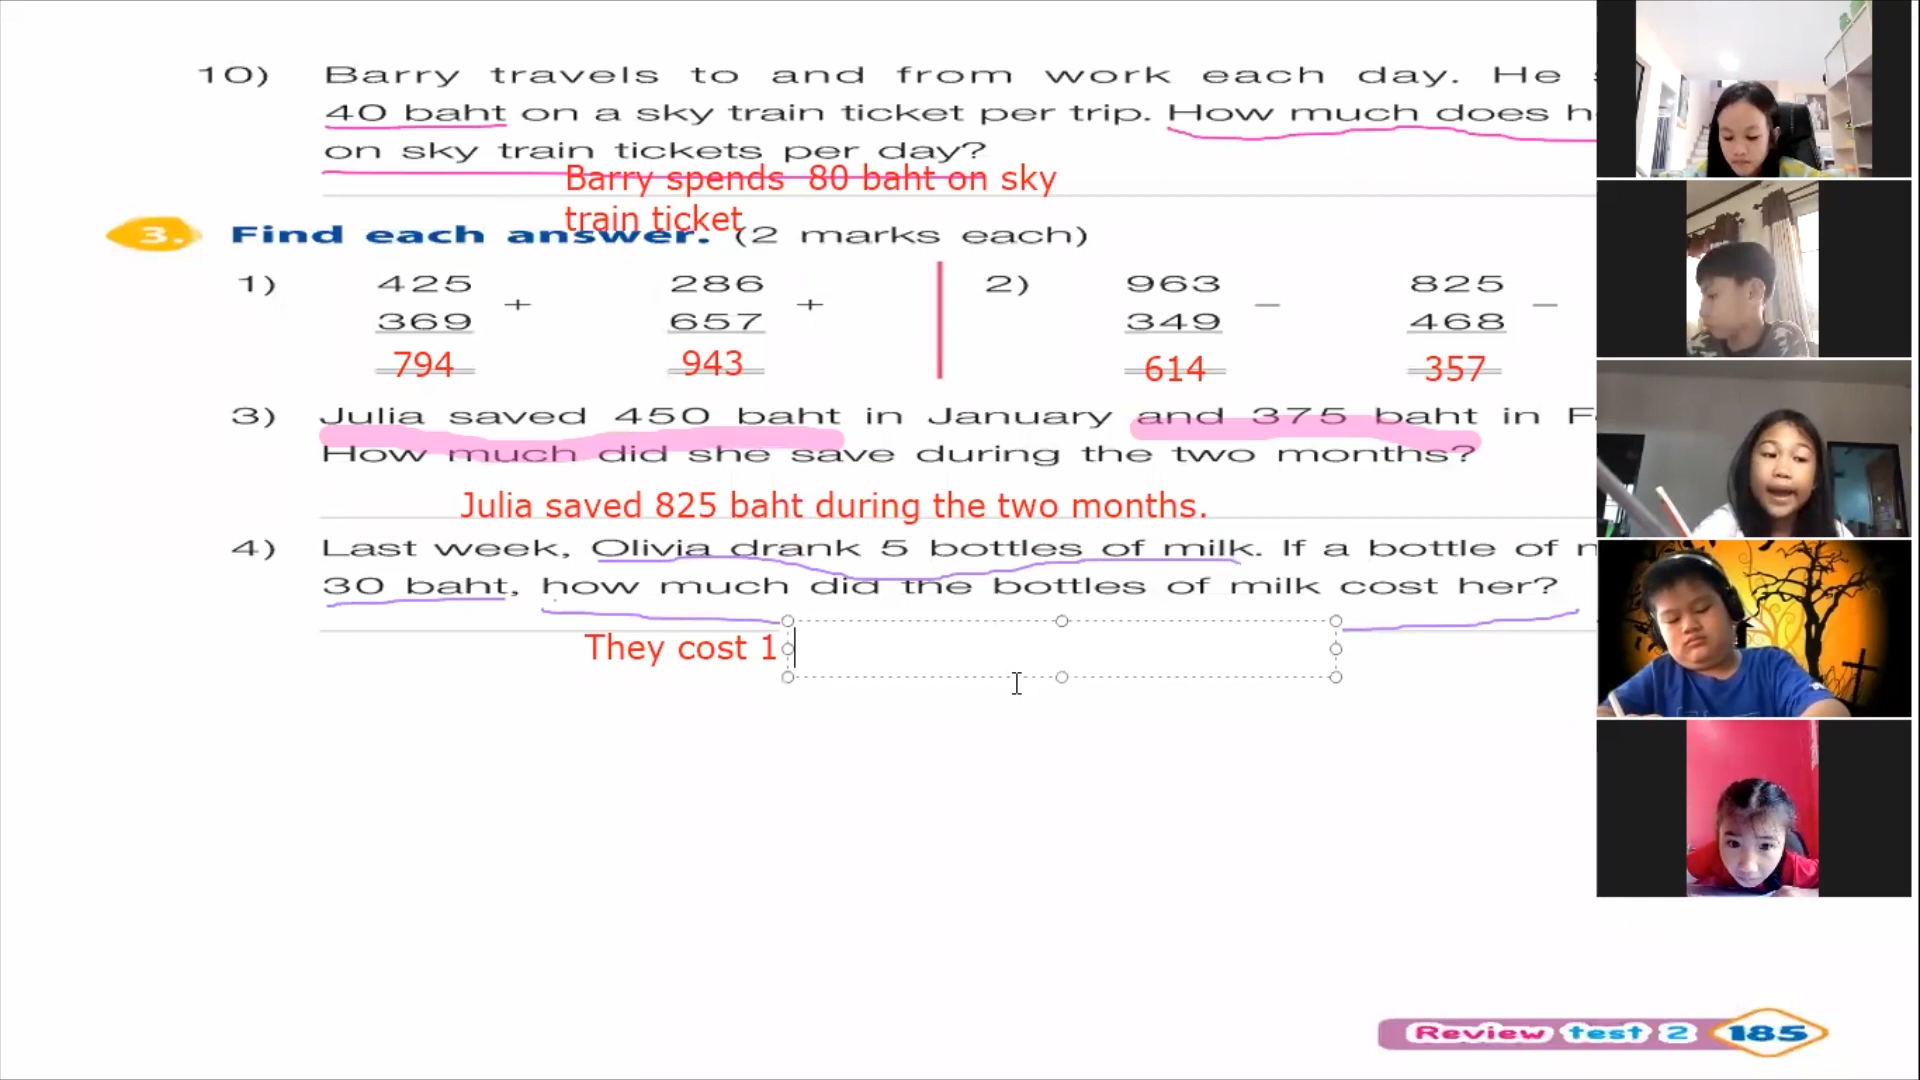 10) Barry travels to and from work each day. He
40 baht on a sky train ticket per trip. How much does h
on sky train tickets per day?
Barry spends 80 baht on sky
train ticket
3. Find each answer. (2 marks each)
1) 425 286 2) 963 825
+ + − −
369 657 349 468
794 943 614 357
3) Julia saved 450 baht in January and 375 baht in F
How much did she save during the two months?
Julia saved 825 baht during the two months.
4) Last week, Olivia drank 5 bottles of milk. If a bottle of
30 baht, how much did the bottles of milk cost her?
They cost 1
Review test 2 185